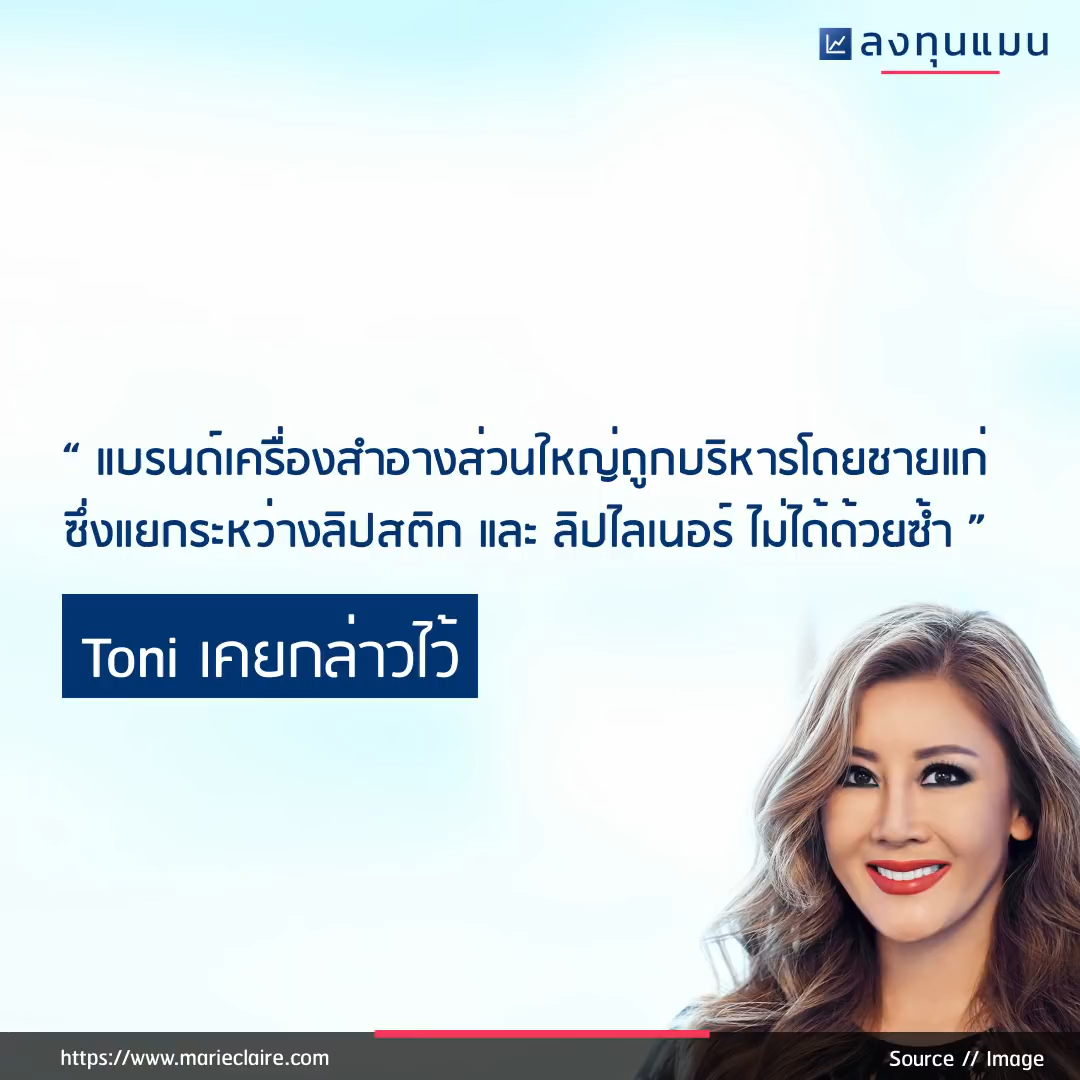 ลงทุนแมน
“ แบรนด์เครื่องสำอางส่วนใหญ่ถูกบริหารโดยชายแก่
ซึ่งแยกระหว่างลิปสติก และ ลิปไลเนอร์ ไม่ได้ด้วยซ้ำ ”
Toni เคยกล่าวไว้
https://www.marieclaire.com
Source // Image